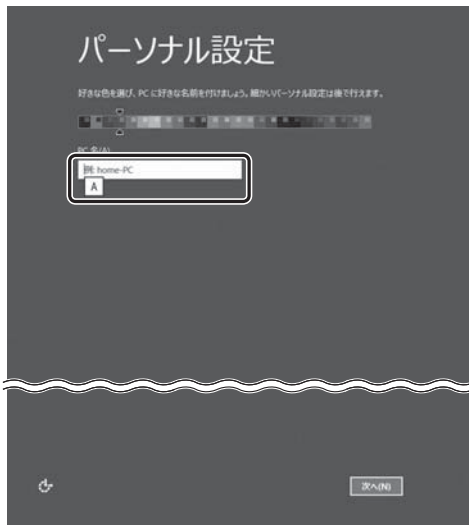 パーソナル設定
好きな色を選び、PC に好きな名前を付けましょう。細かいパーソナル設定は後で行えます。
PC 名(A)
例: home-PC
A
次へ(N)